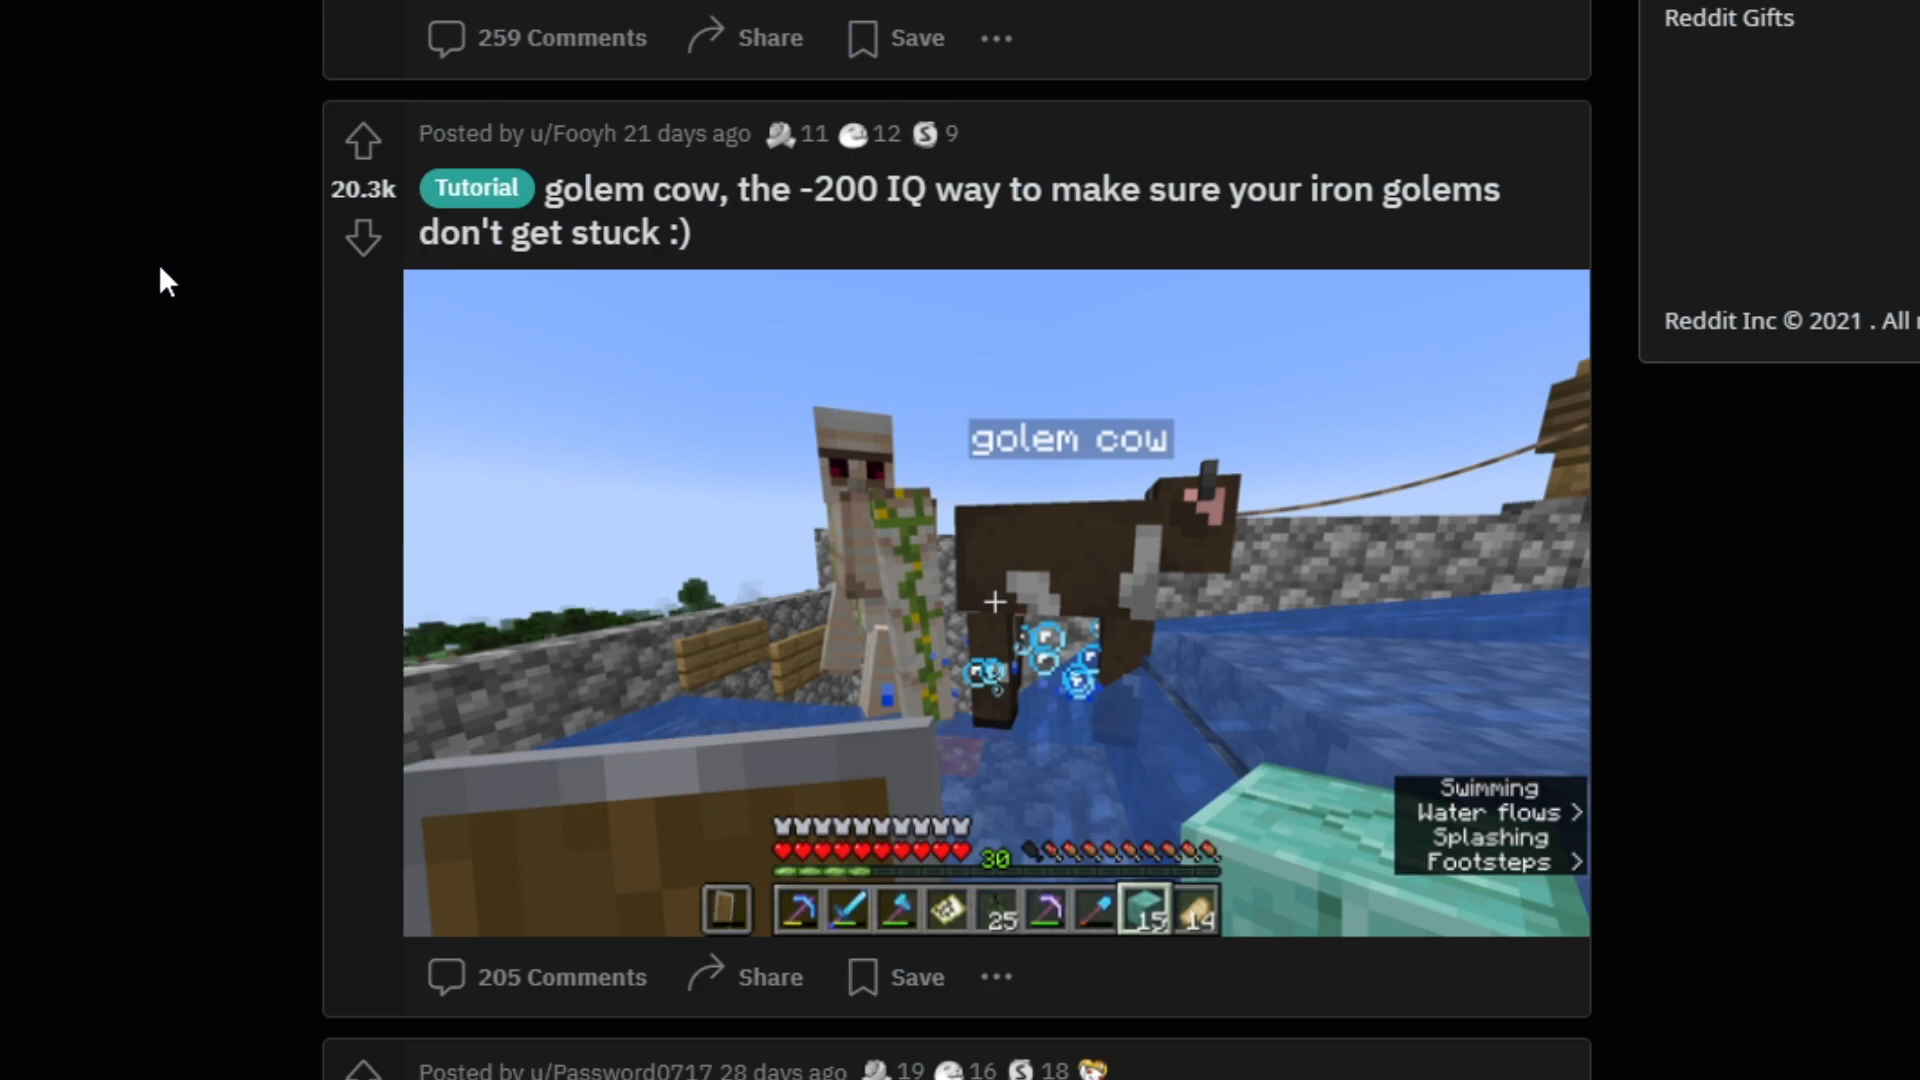 259 Comments Share Save
Reddit Gifts
Posted by u/Fooyh 21 days ago 11 12 9
20.3k
Tutorial golem cow, the -200 IQ way to make sure your iron golems
don't get stuck :)
Reddit Inc © 2021 . All
golem cow
Swimming
Water flows >
Splashing
Footsteps >
30
25 15 14
205 Comments Share Save
Posted by u/Password0717 28 days ago 19 16 18